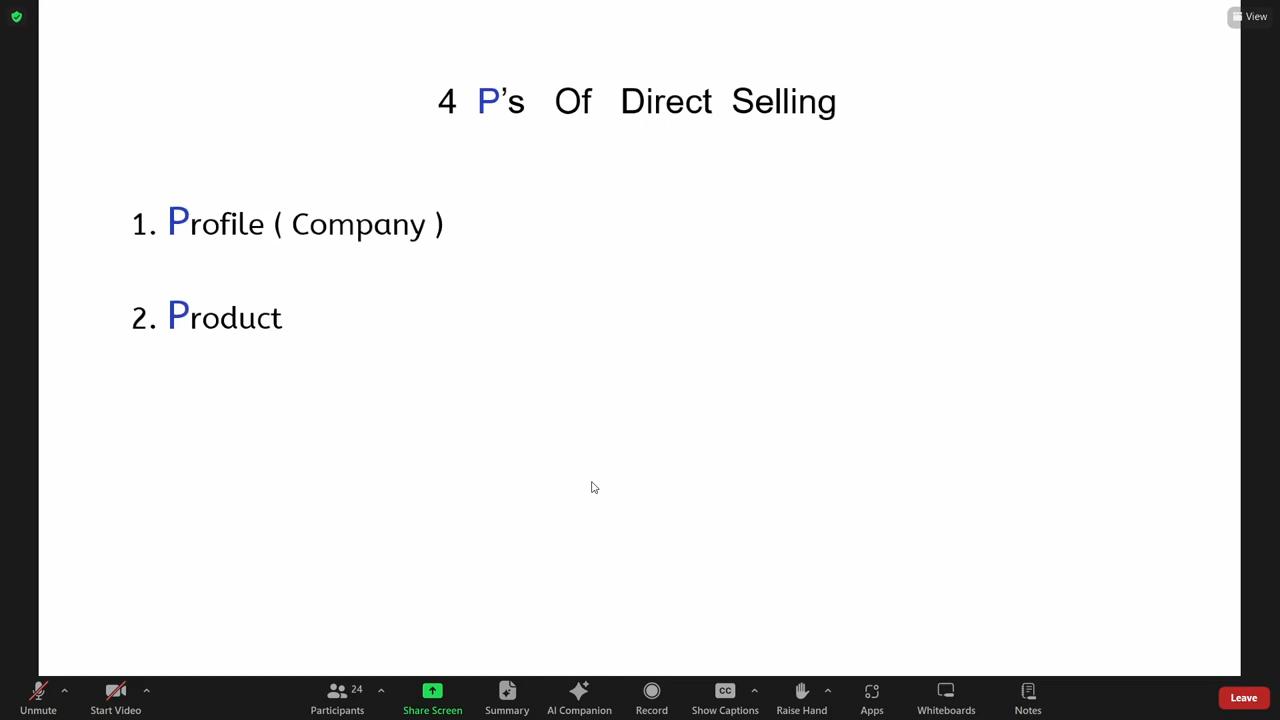 View
4 P's Of Direct Selling
1. Profile ( Company )
2. Product
Unmute
Start Video
24
Participants
Share Screen
Summary
AI Companion
Record
CC
Show Captions
Raise Hand
Apps
Whiteboards
Notes
Leave